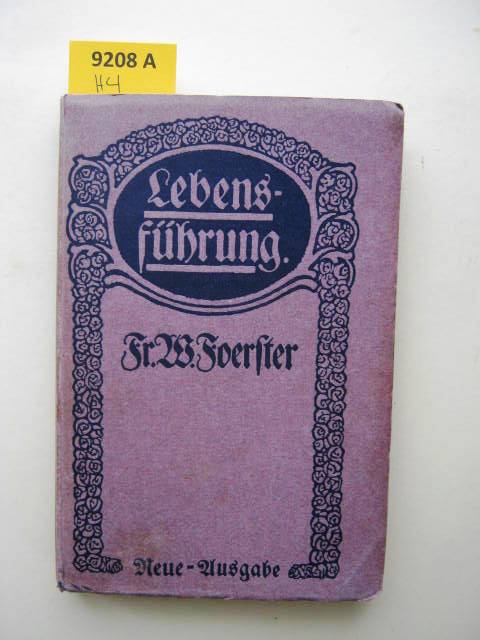 9208 A
H4
Lebens-
führung.
Fr. W. Foerster
Neue-Ausgabe